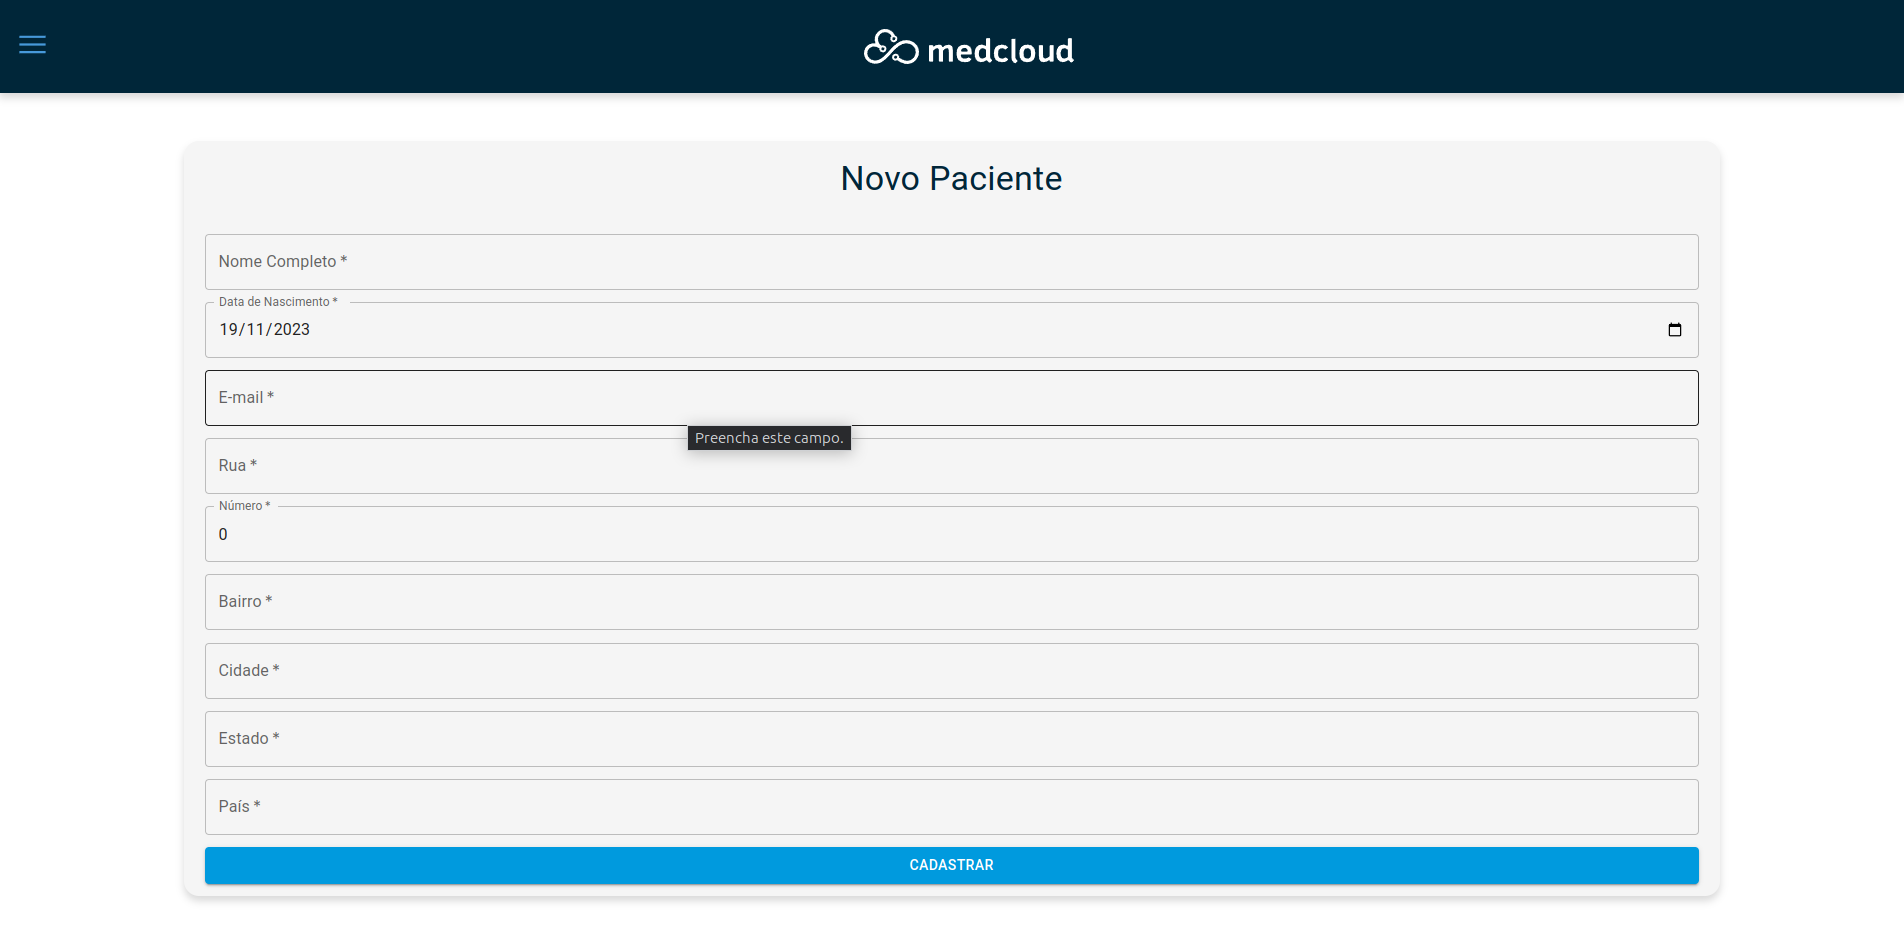 medcloud
Novo Paciente
Nome Completo *
Data de Nascimento *
19/11/2023
E-mail *
Preencha este campo.
Rua *
Número *
0
Bairro *
Cidade *
Estado *
País *
CADASTRAR